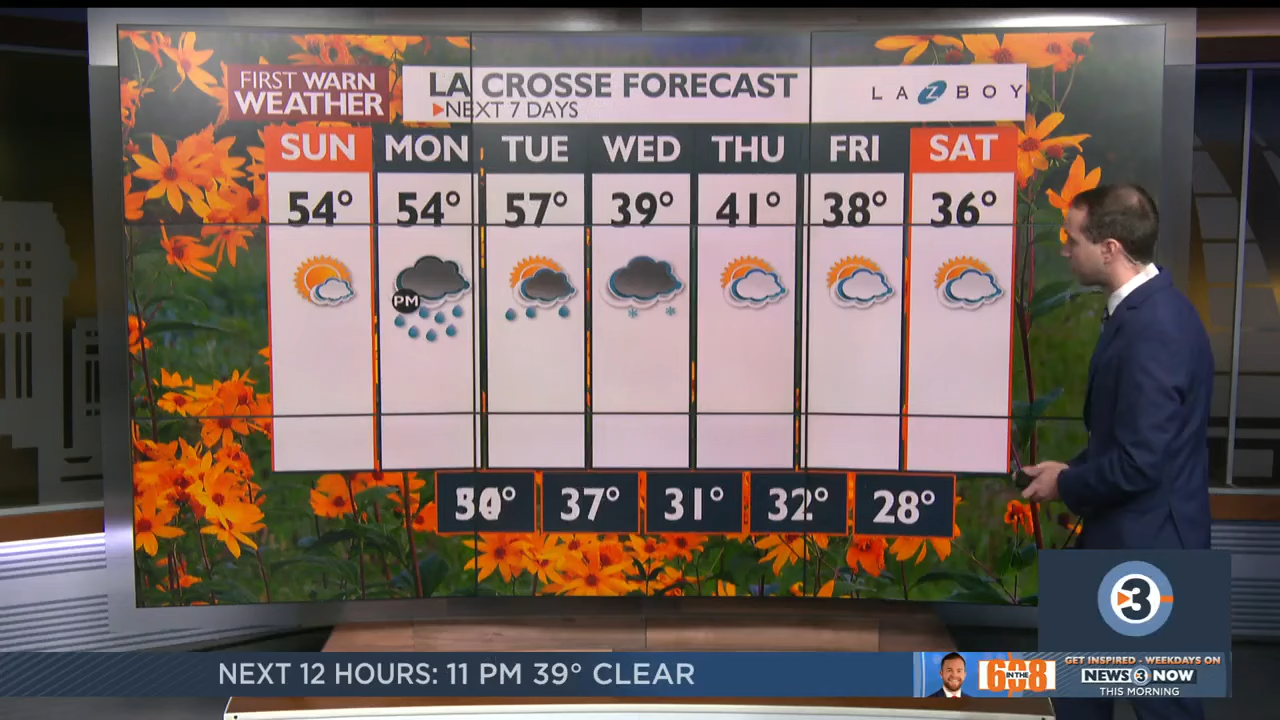 FIRST WARN
WEATHER
LA CROSSE FORECAST
NEXT 7 DAYS
LA Z BOY
SUN MON TUE WED THU FRI SAT
54° 54° 57° 39° 41° 38° 36°
PM
37° 31° 32° 28°
3
NEXT 12 HOURS: 11 PM 39° CLEAR
IN THE
608
GET INSPIRED - WEEKDAYS ON
NEWS 3 NOW
THIS MORNING